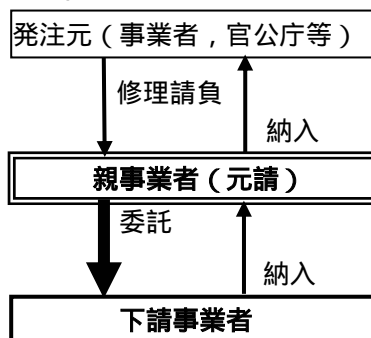 発注元（事業者，官公庁等）
修理請負
納入
親事業者（元請）
委託
納入
下請事業者